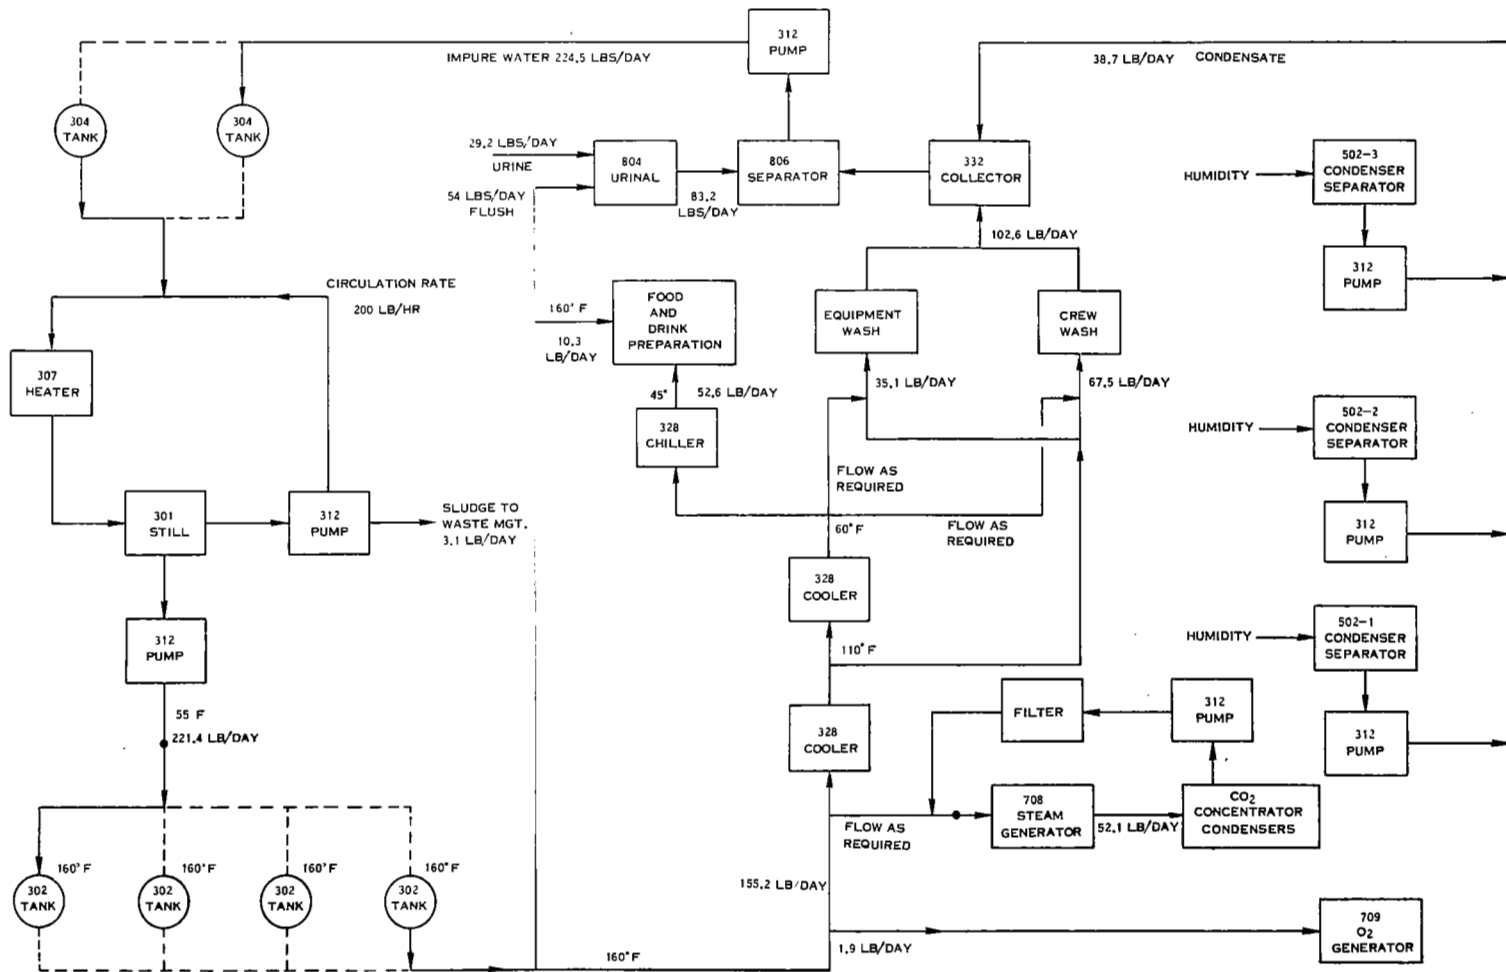 312
PUMP
IMPURE WATER 224.5 LBS/DAY
38.7 LB/DAY CONDENSATE
304
TANK
304
TANK
29.2 LBS/DAY
URINE
804
URINAL
806
SEPARATOR
332
COLLECTOR
502-3
CONDENSER
SEPARATOR
HUMIDITY
54 LBS/DAY
FLUSH
83.2
LBS/DAY
102.6 LB/DAY
312
PUMP
CIRCULATION RATE
200 LB/HR
160°F
10.3
LB/DAY
FOOD
AND
DRINK
PREPARATION
EQUIPMENT
WASH
CREW
WASH
307
HEATER
45°
52.6 LB/DAY
35.1 LB/DAY
67.5 LB/DAY
328
CHILLER
502-2
CONDENSER
SEPARATOR
HUMIDITY
FLOW AS
REQUIRED
301
STILL
312
PUMP
SLUDGE TO
WASTE MGT.
3.1 LB/DAY
60°F
FLOW AS
REQUIRED
312
PUMP
328
COOLER
312
PUMP
110°F
HUMIDITY
502-1
CONDENSER
SEPARATOR
55 F
221.4 LB/DAY
328
COOLER
FILTER
312
PUMP
312
PUMP
FLOW AS
REQUIRED
708
STEAM
GENERATOR
52.1 LB/DAY
CO2
CONCENTRATOR
CONDENSERS
160°F
160°F
160°F
160°F
302
TANK
302
TANK
302
TANK
302
TANK
155.2 LB/DAY
160°F
1.9 LB/DAY
709
O2
GENERATOR